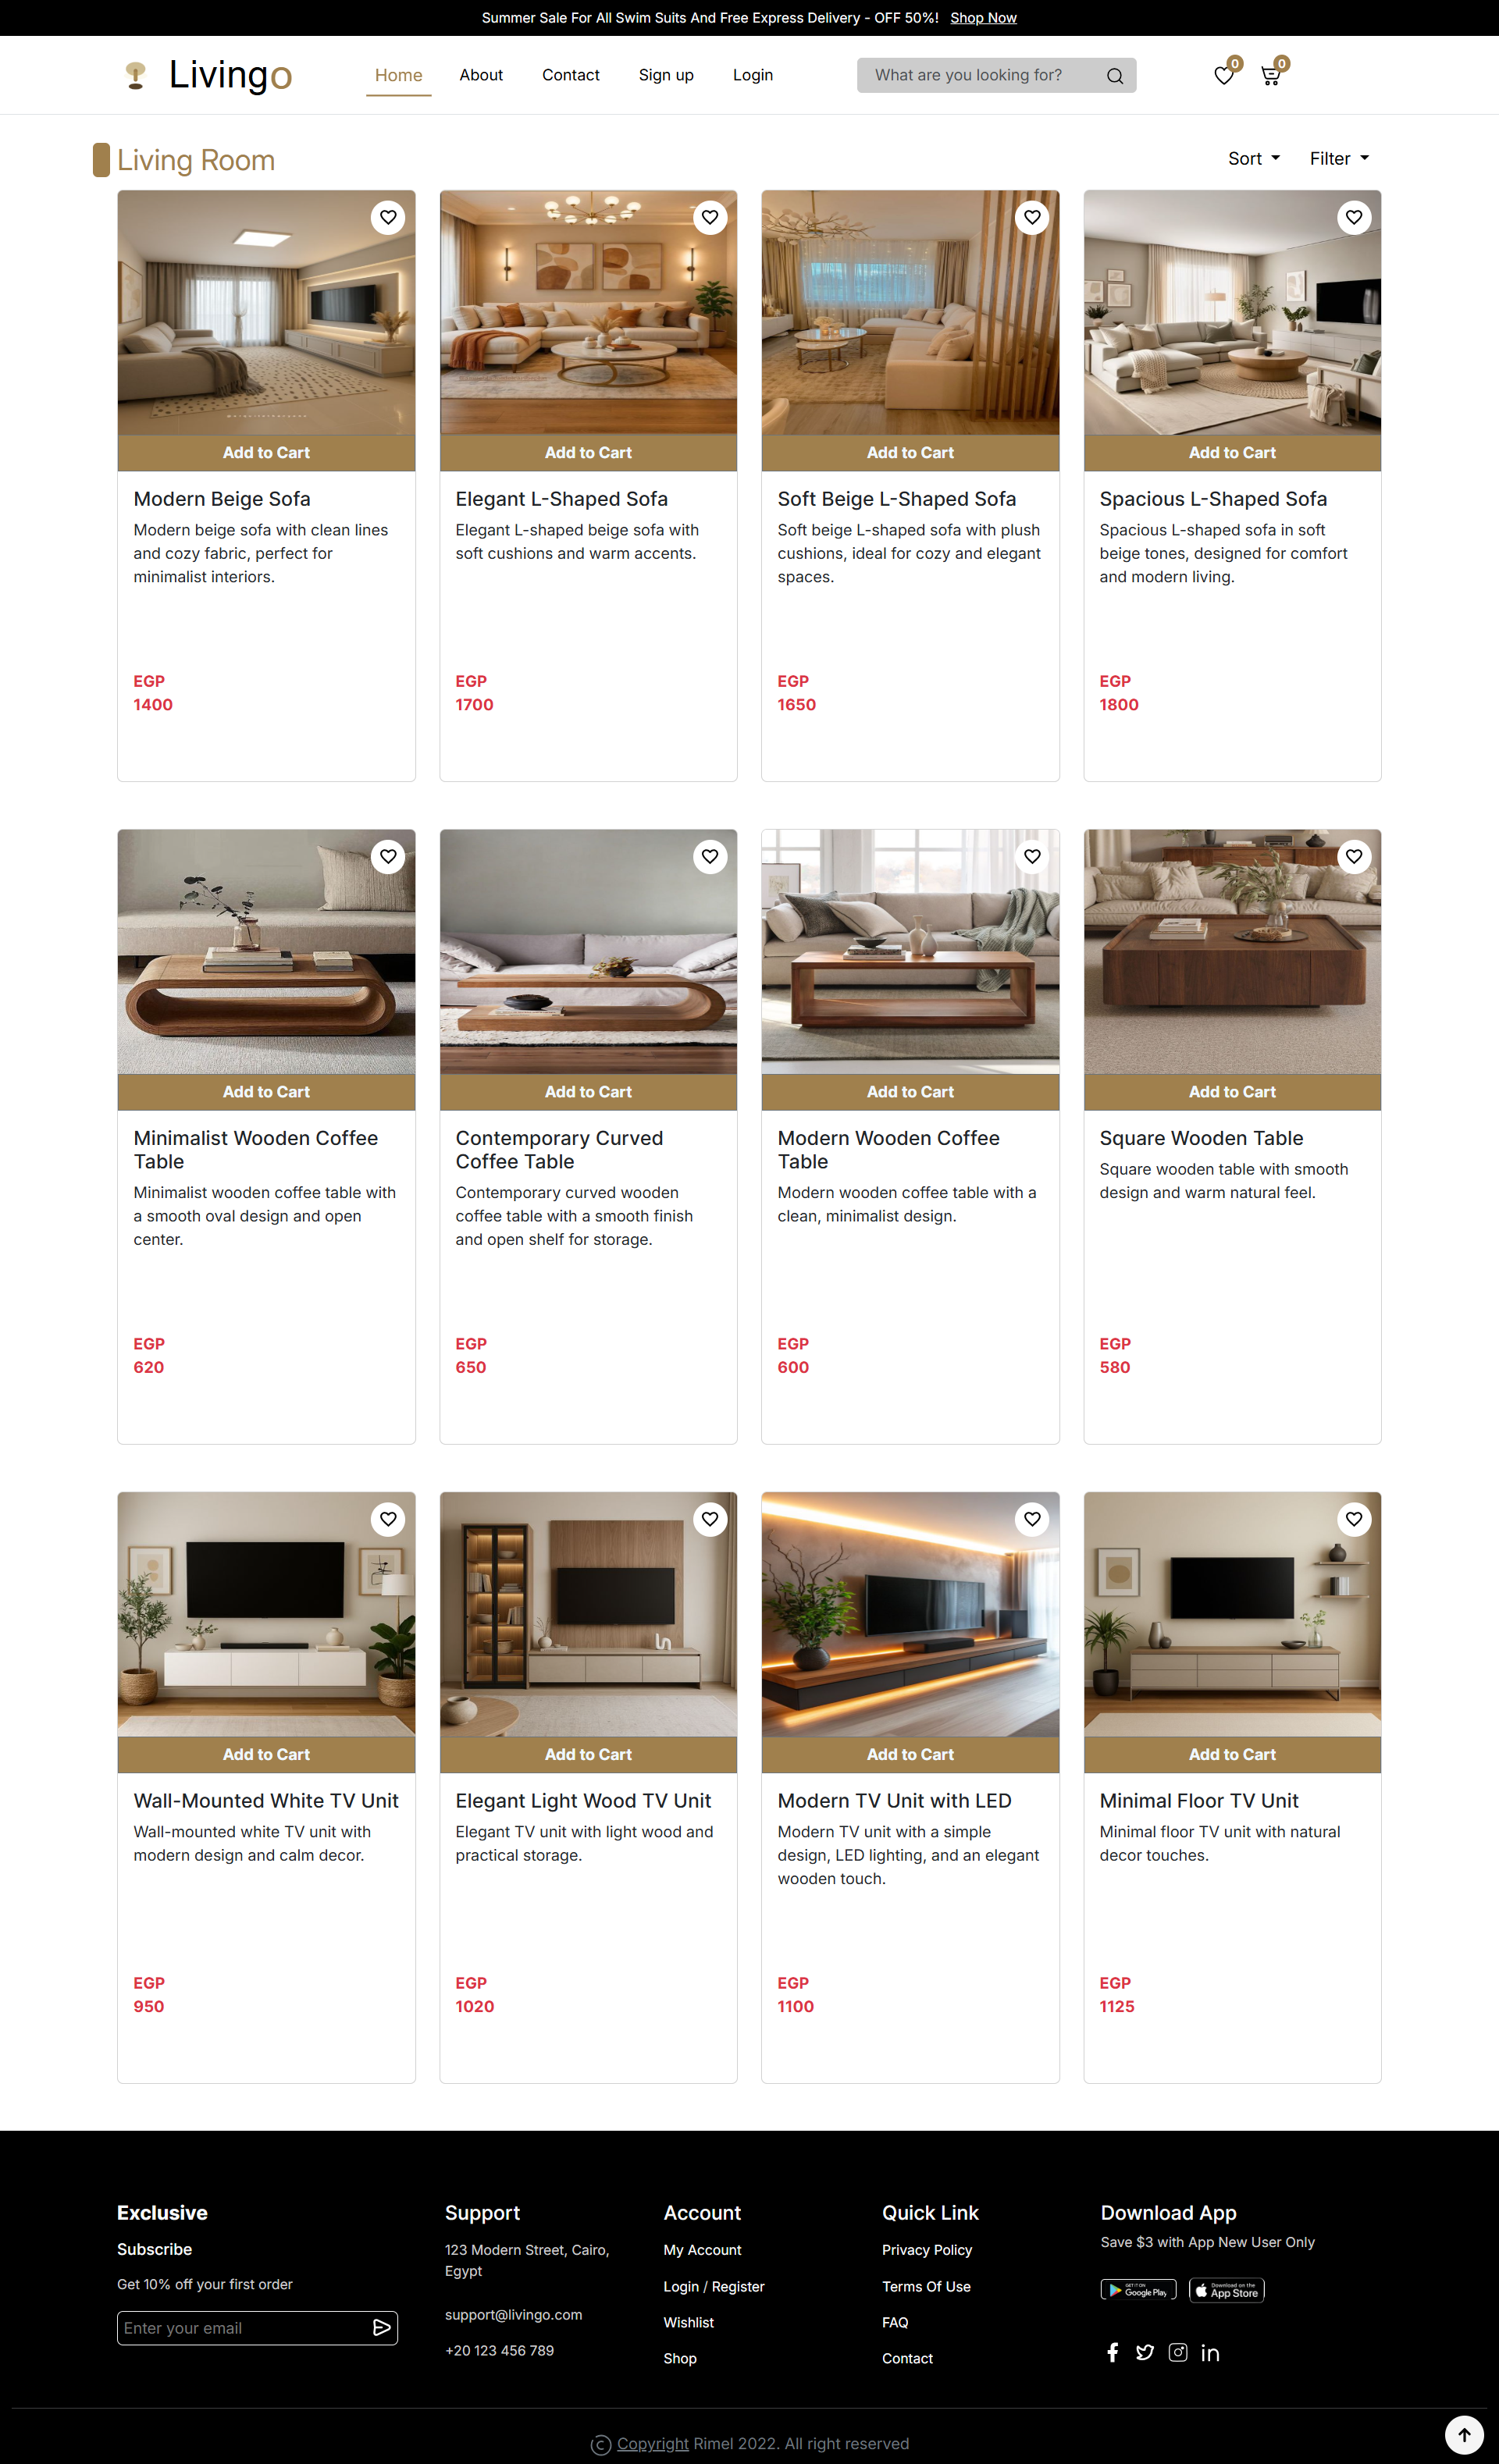 Summer Sale For All Swim Suits And Free Express Delivery - OFF 50%! Shop Now
Livingo
Home About Contact Sign up Login
What are you looking for?
0 0
Living Room
Sort Filter
Add to Cart Add to Cart Add to Cart Add to Cart
Modern Beige Sofa
Modern beige sofa with clean lines
and cozy fabric, perfect for
minimalist interiors.
EGP
1400
Elegant L-Shaped Sofa
Elegant L-shaped beige sofa with
soft cushions and warm accents.
EGP
1700
Soft Beige L-Shaped Sofa
Soft beige L-shaped sofa with plush
cushions, ideal for cozy and elegant
spaces.
EGP
1650
Spacious L-Shaped Sofa
Spacious L-shaped sofa in soft
beige tones, designed for comfort
and modern living.
EGP
1800
Add to Cart Add to Cart Add to Cart Add to Cart
Minimalist Wooden Coffee
Table
Minimalist wooden coffee table with
a smooth oval design and open
center.
EGP
620
Contemporary Curved
Coffee Table
Contemporary curved wooden
coffee table with a smooth finish
and open shelf for storage.
EGP
650
Modern Wooden Coffee
Table
Modern wooden coffee table with a
clean, minimalist design.
EGP
600
Square Wooden Table
Square wooden table with smooth
design and warm natural feel.
EGP
580
Add to Cart Add to Cart Add to Cart Add to Cart
Wall-Mounted White TV Unit
Wall-mounted white TV unit with
modern design and calm decor.
EGP
950
Elegant Light Wood TV Unit
Elegant TV unit with light wood and
practical storage.
EGP
1020
Modern TV Unit with LED
Modern TV unit with a simple
design, LED lighting, and an elegant
wooden touch.
EGP
1100
Minimal Floor TV Unit
Minimal floor TV unit with natural
decor touches.
EGP
1125
Exclusive
Subscribe
Get 10% off your first order
Enter your email
Support
123 Modern Street, Cairo,
Egypt
support@livingo.com
+20 123 456 789
Account
My Account
Login / Register
Wishlist
Shop
Quick Link
Privacy Policy
Terms Of Use
FAQ
Contact
Download App
Save $3 with App New User Only
GET IT ON
Google Play
Download on the
App Store
in
© Copyright Rimel 2022. All right reserved